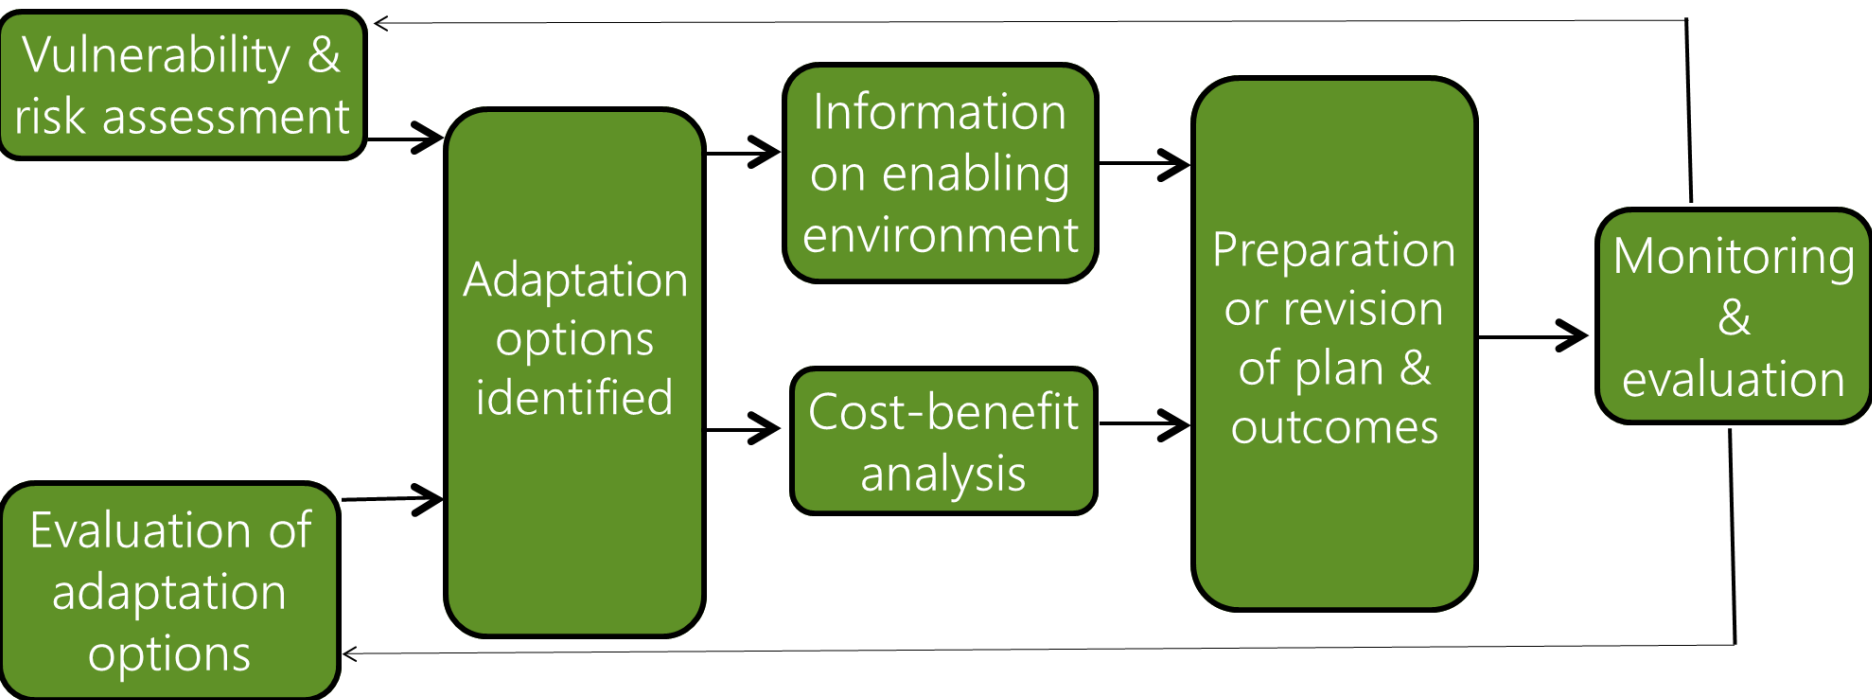 Vulnerability &
risk assessment
Evaluation of
adaptation
options
Adaptation
options
identified
Information
on enabling
environment
Cost-benefit
analysis
Preparation
or revision
of plan &
outcomes
Monitoring
&
evaluation